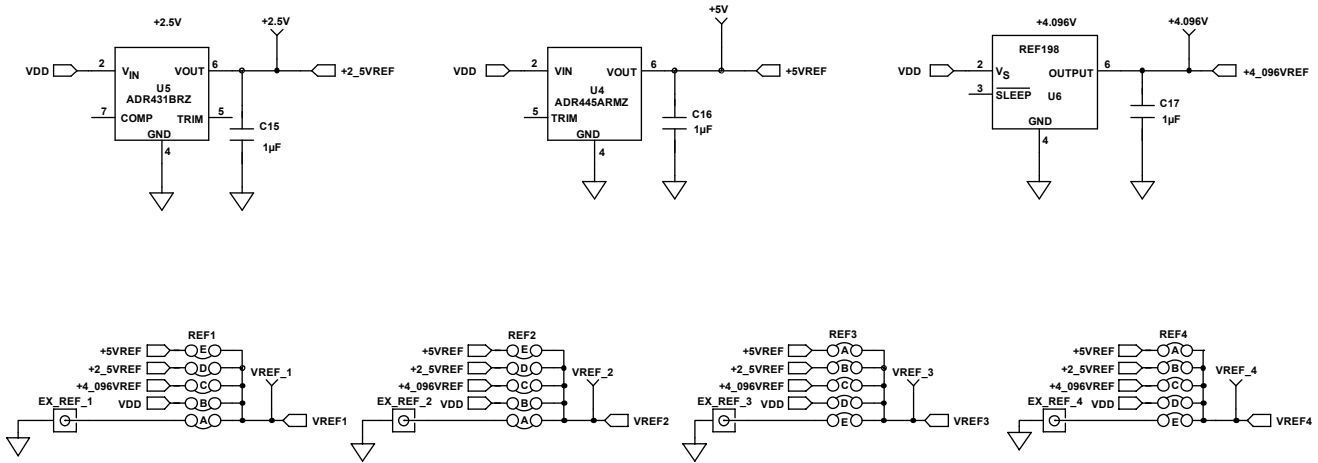 +2.5V
+2.5V
VDD
2
VIN
VOUT
6
+2_5VREF
U5
ADR431BRZ
7
COMP
TRIM
5
GND
4
C15
1µF
+5V
VDD
2
VIN
VOUT
6
+5VREF
U4
ADR445ARMZ
5
TRIM
GND
4
C16
1µF
+4.096V
+4.096V
REF198
VDD
2
VS
OUTPUT
6
+4_096VREF
3
SLEEP
U6
GND
4
C17
1µF
REF1
+5VREF
E
+2_5VREF
D
VREF_1
+4_096VREF
C
EX_REF_1
VDD
B
A
VREF1
REF2
+5VREF
E
+2_5VREF
D
VREF_2
+4_096VREF
C
EX_REF_2
VDD
B
A
VREF2
REF3
+5VREF
A
+2_5VREF
B
VREF_3
+4_096VREF
C
EX_REF_3
VDD
D
E
VREF3
REF4
+5VREF
A
+2_5VREF
B
VREF_4
+4_096VREF
C
EX_REF_4
VDD
D
E
VREF4